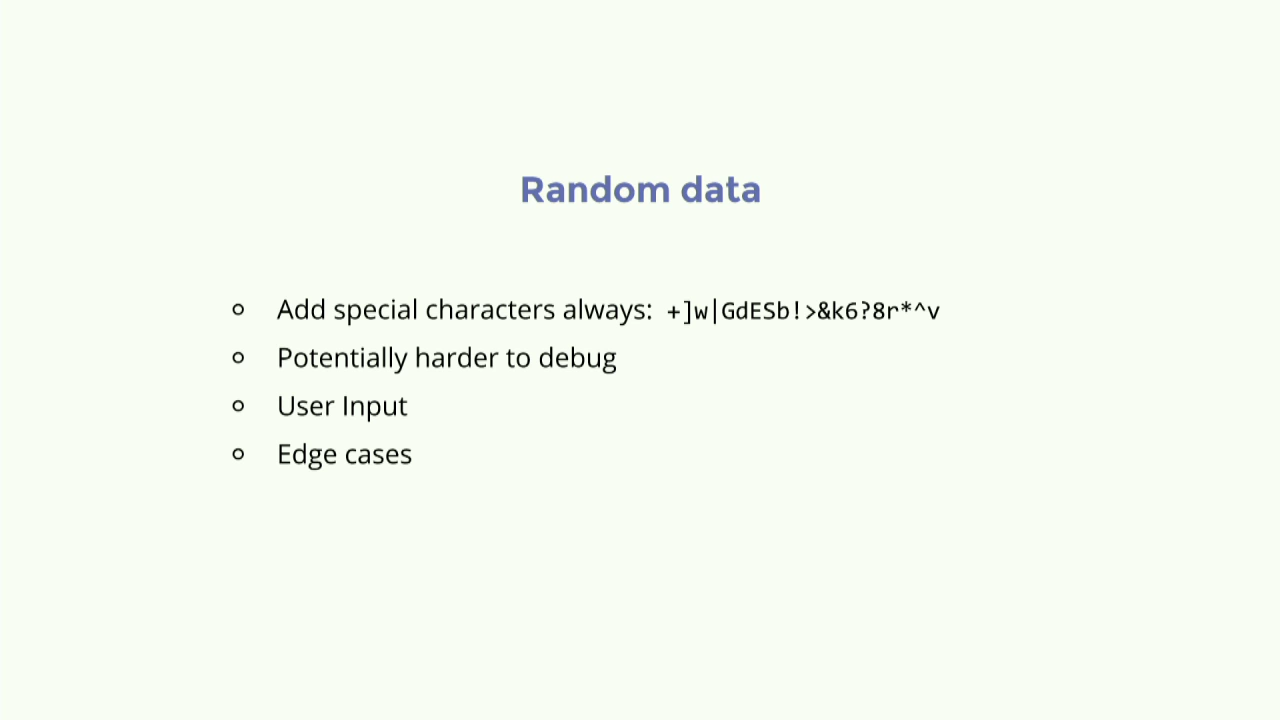 Random data
Add special characters always: +]w|GdESb!>&k6?8r*^v
Potentially harder to debug
User Input
Edge cases